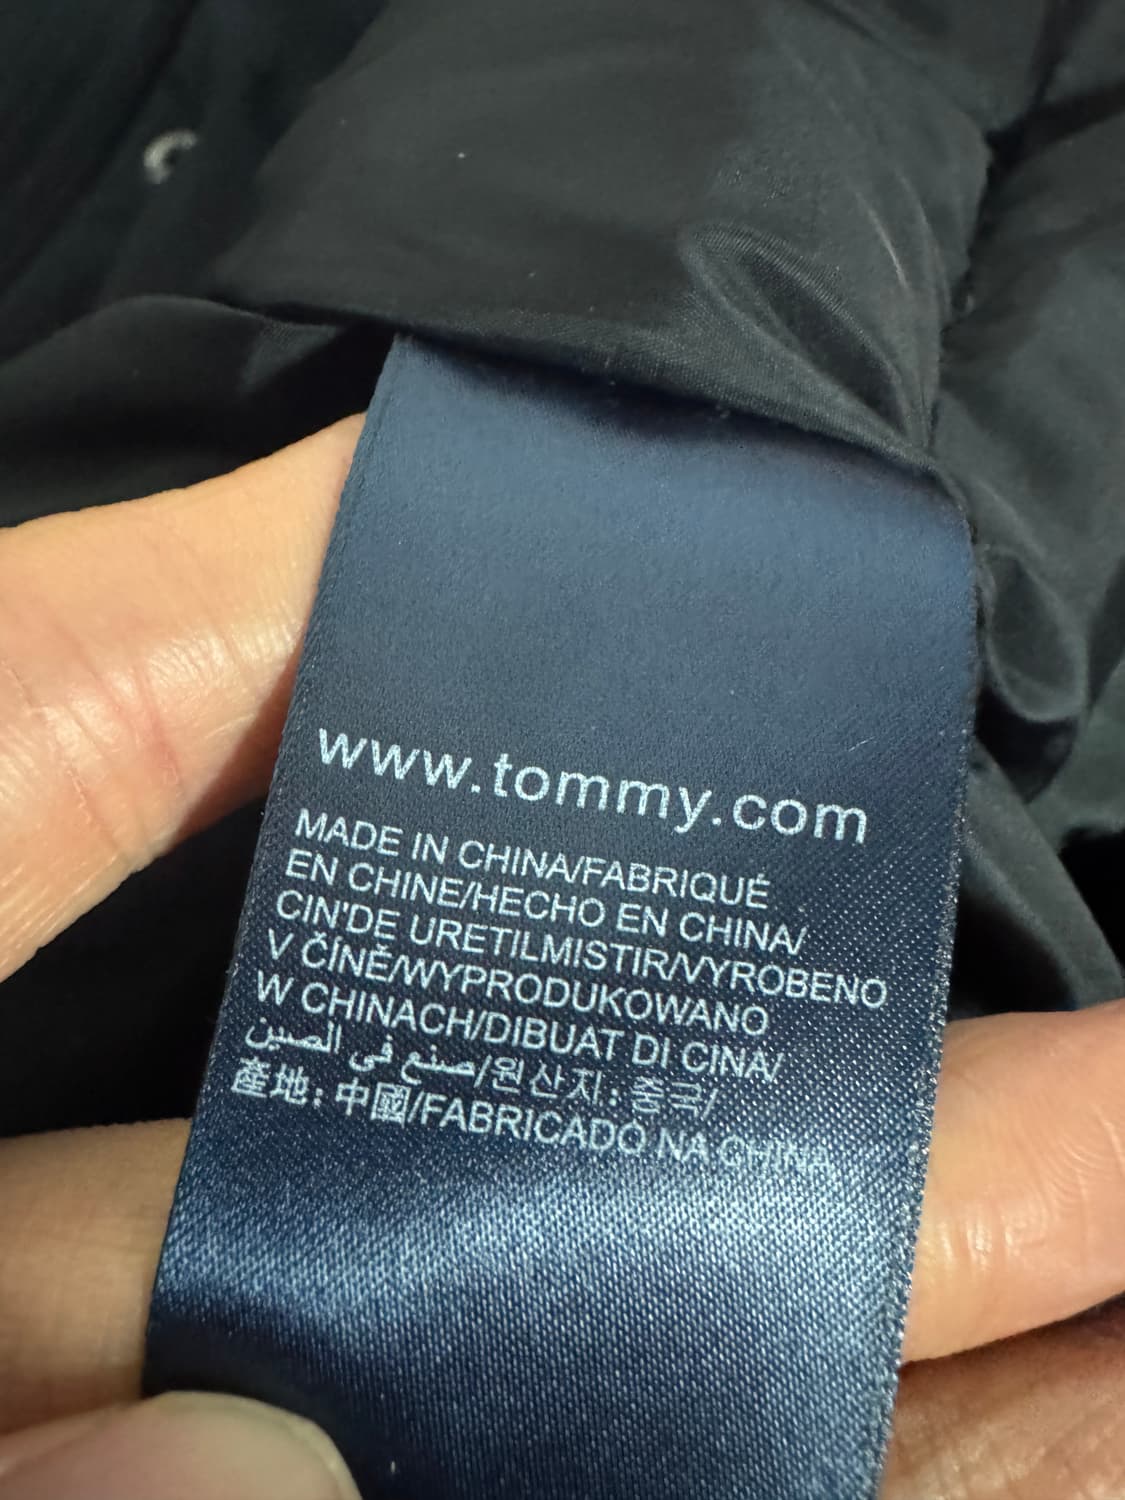 www.tommy.com
MADE IN CHINA/FABRIQUÉ
EN CHINE/HECHO EN CHINA/
CIN'DE URETILMISTIR/VYROBENO
V ČÍNĚ/WYPRODUKOWANO
W CHINACH/DIBUAT DI CINA/
صنع في الصين/원산지: 중국/
產地: 中國/FABRICADO NA CHINA